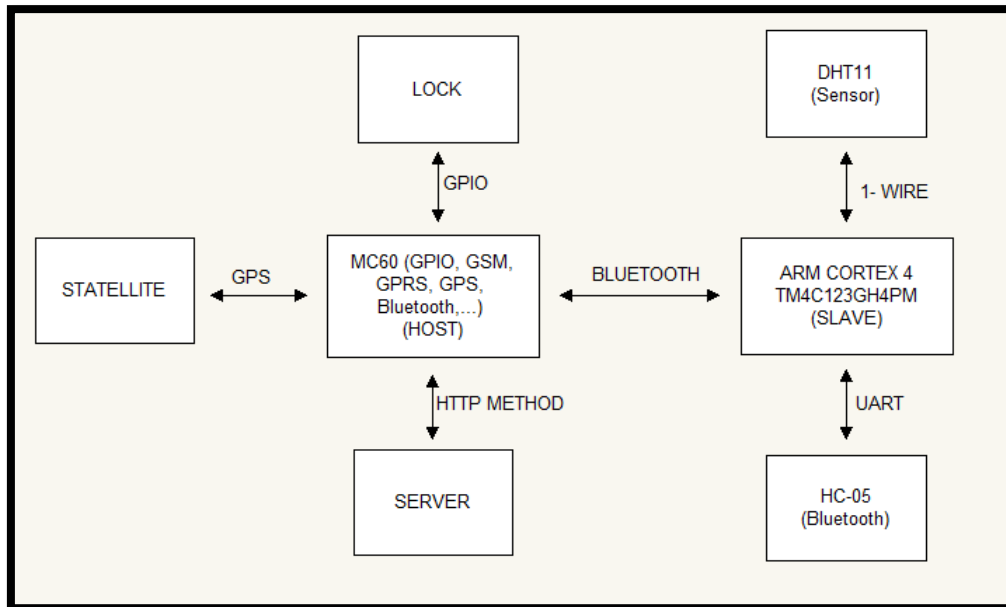 LOCK
DHT11
(Sensor)
GPIO
1- WIRE
STATELLITE
GPS
MC60 (GPIO, GSM,
GPRS, GPS,
Bluetooth,...)
(HOST)
BLUETOOTH
ARM CORTEX 4
TM4C123GH4PM
(SLAVE)
HTTP METHOD
UART
SERVER
HC-05
(Bluetooth)